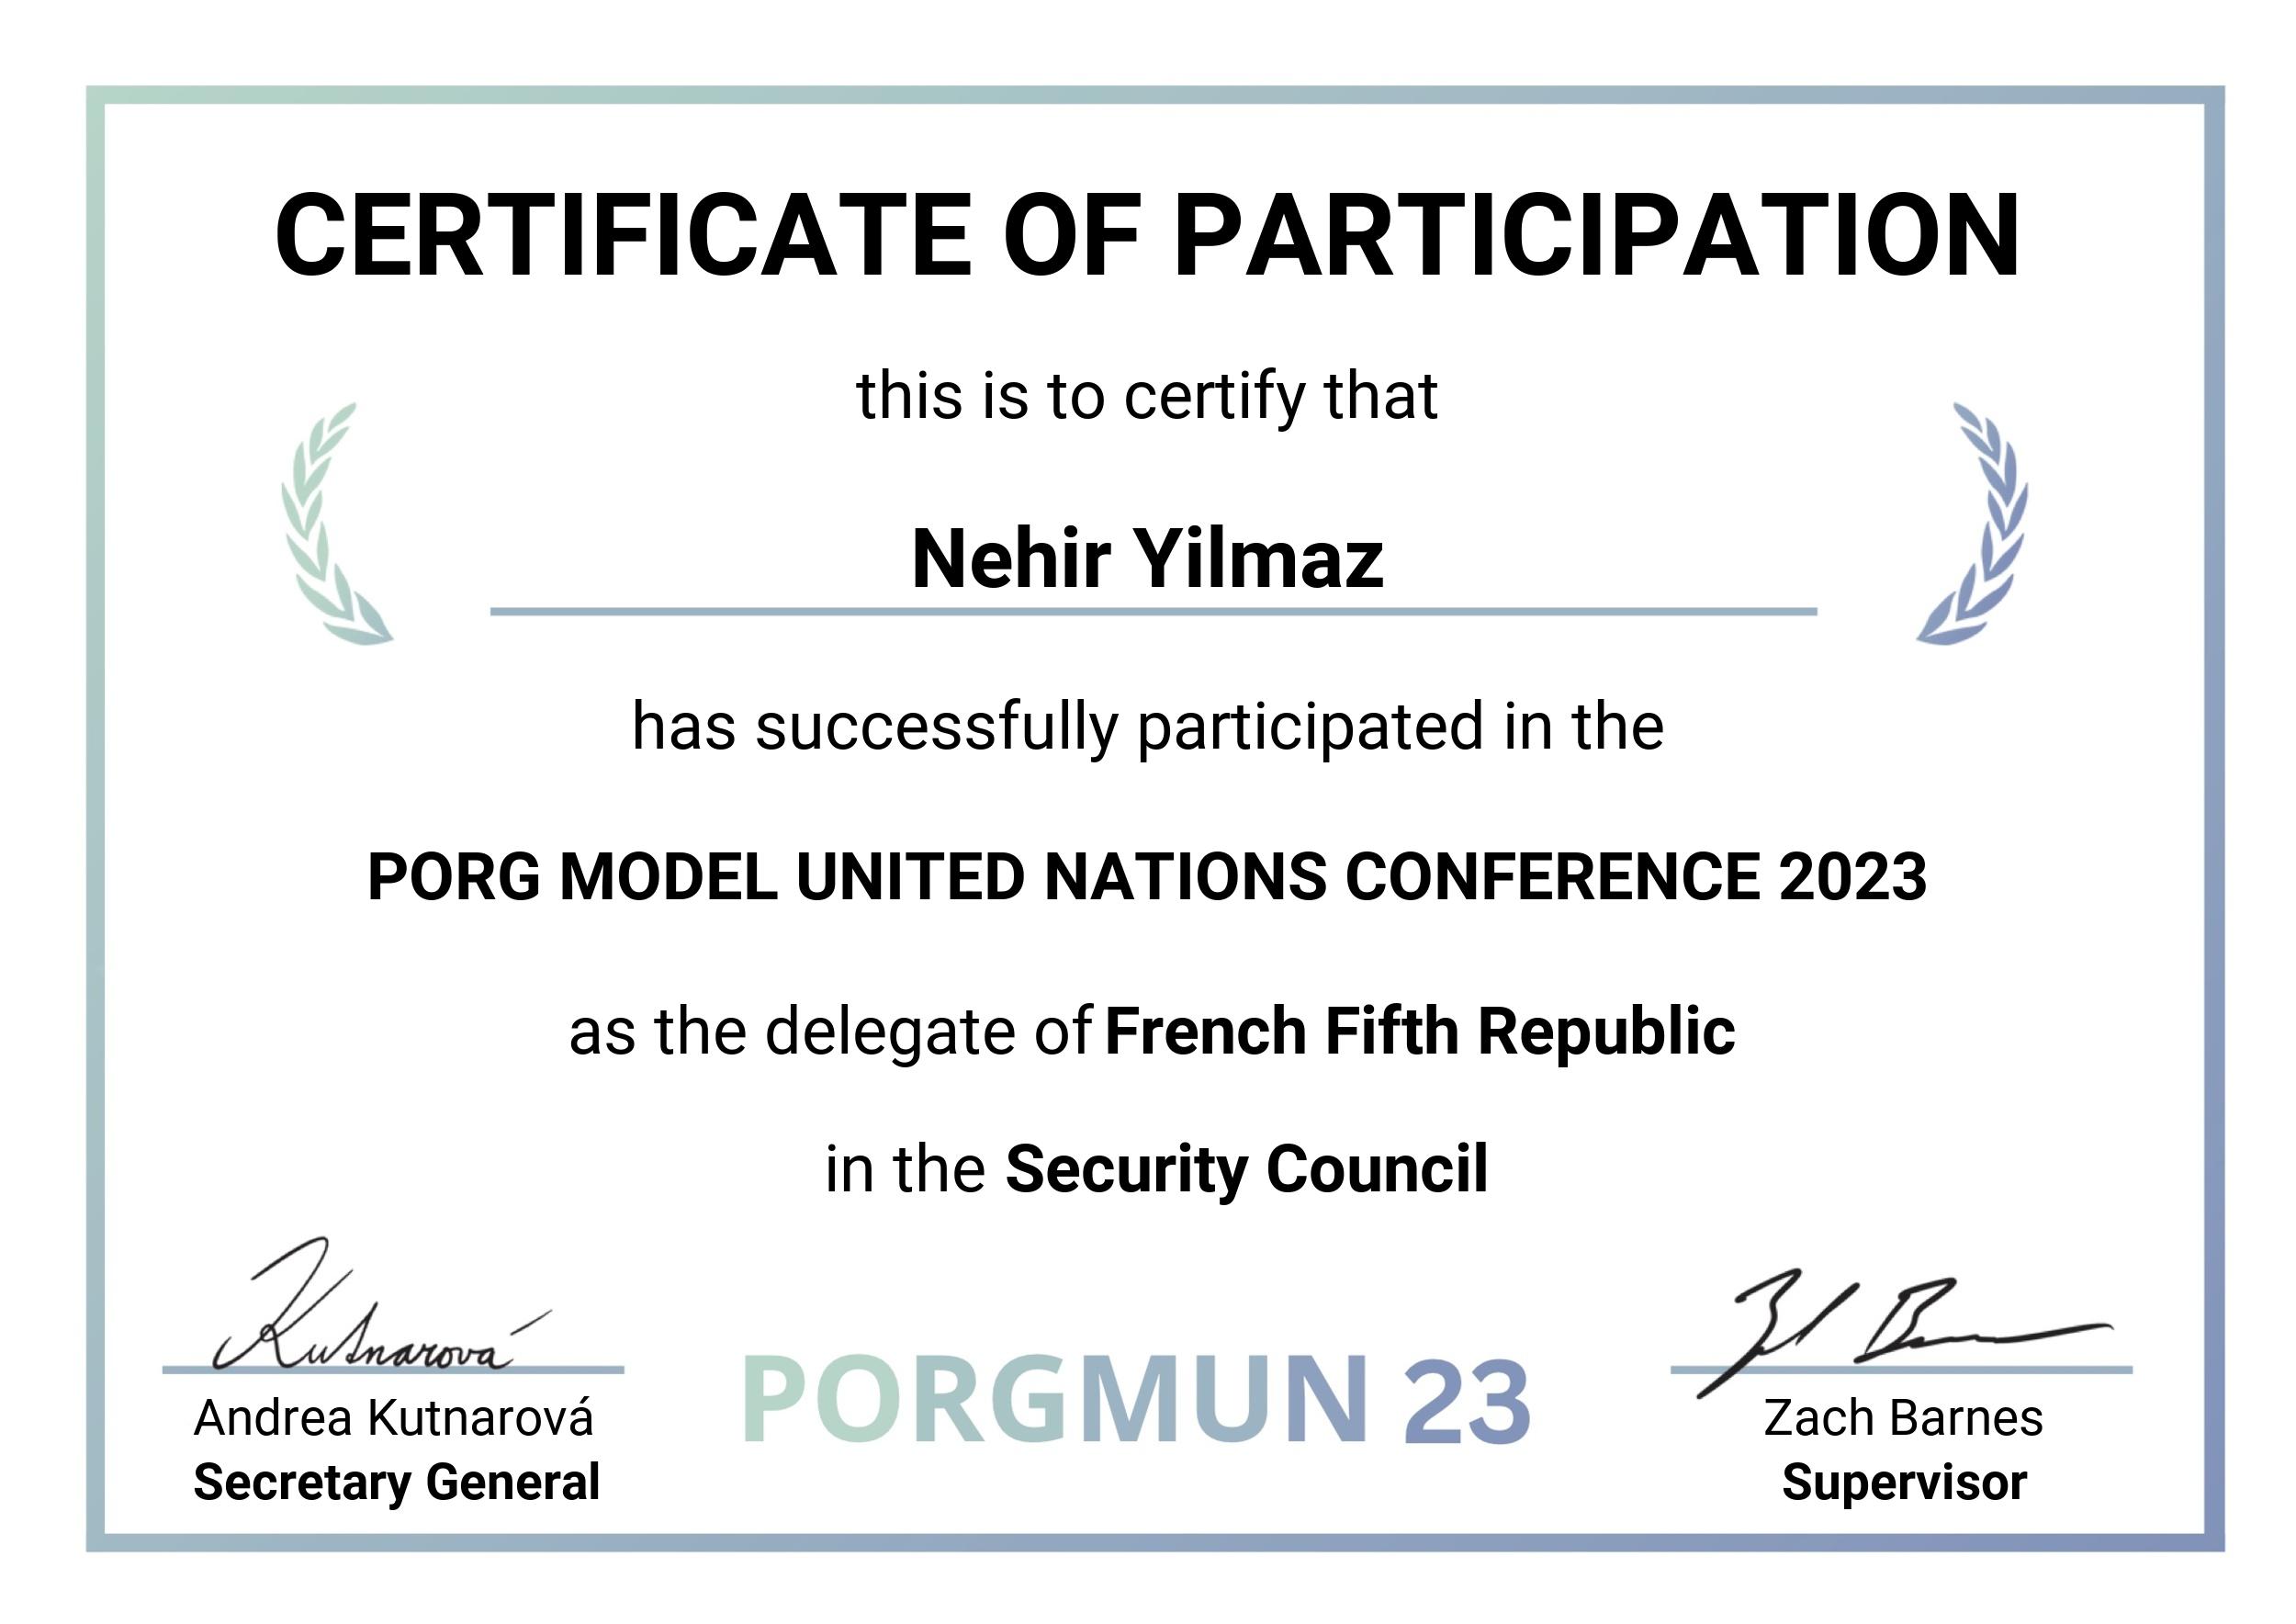 CERTIFICATE OF PARTICIPATION
this is to certify that
Nehir Yilmaz
has successfully participated in the
PORG MODEL UNITED NATIONS CONFERENCE 2023
as the delegate of French Fifth Republic
in the Security Council
Kutnarová
Andrea Kutnarová
Secretary General
PORGMUN 23
Zach Barnes
Supervisor